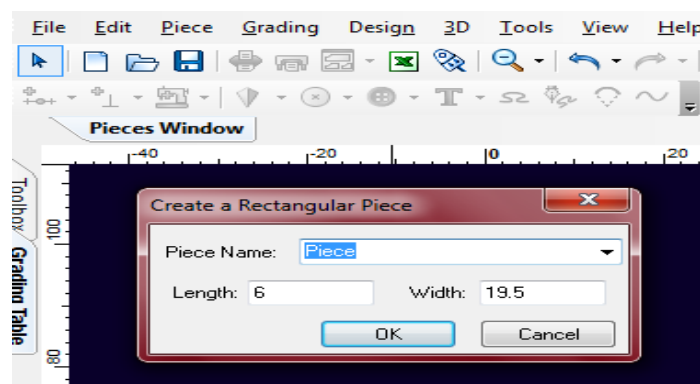 File Edit Piece Grading Design 3D Tools View Help
Pieces Window
-40 -20 0 20
Toolbox
Grading Table
100
80
Create a Rectangular Piece
Piece Name: Piece
Length: 6 Width: 19.5
OK Cancel